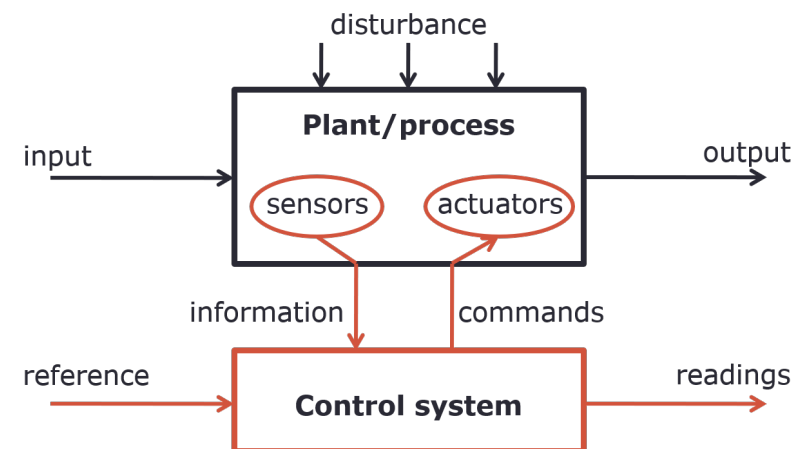 disturbance
Plant/process
input
output
sensors
actuators
information
commands
reference
readings
Control system